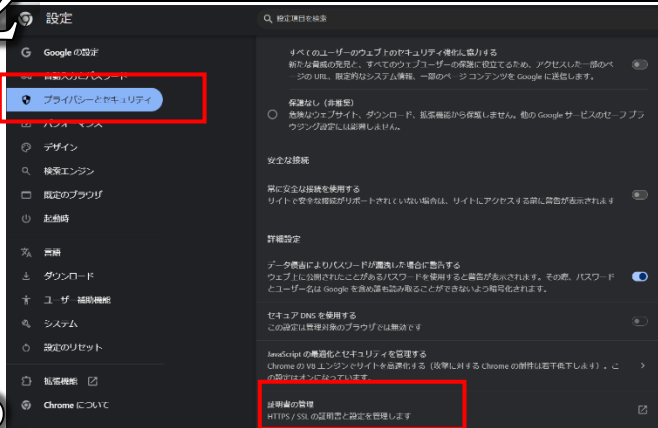 2
設定
設定項目を検索
Google の設定
自動入力とパスワード
プライバシーとセキュリティ
パフォーマンス
デザイン
検索エンジン
既定のブラウザ
起動時
言語
ダウンロード
ユーザー補助機能
システム
設定のリセット
拡張機能
Chrome について
すべてのユーザーのウェブ上のセキュリティ強化に協力する
新たな脅威の発見と、すべてのウェブユーザーの保護に役立てるため、アクセスした一部のペ
ージの URL、限定的なシステム情報、一部のページ コンテンツを Google に送信します。
保護なし（非推奨）
危険なウェブサイト、ダウンロード、拡張機能から保護しません。他の Google サービスのセーフ ブラ
ウジング設定には影響しません。
安全な接続
常に安全な接続を使用する
サイトで安全な接続がサポートされていない場合は、サイトにアクセスする前に警告が表示されます
詳細設定
データ侵害によりパスワードが漏洩した場合に警告する
ウェブ上に公開されたことがあるパスワードを使用すると警告が表示されます。その際、パスワード
とユーザー名は Google を含め誰も読み取ることができないよう暗号化されます。
セキュア DNS を使用する
この設定は管理対象のブラウザでは無効です
JavaScript の最適化とセキュリティを管理する
Chrome の V8 エンジンでサイトを高速化する（攻撃に対する Chrome の耐性は若干低下します）。こ
の設定はオンになっています。
証明書の管理
HTTPS / SSL の証明書と設定を管理します